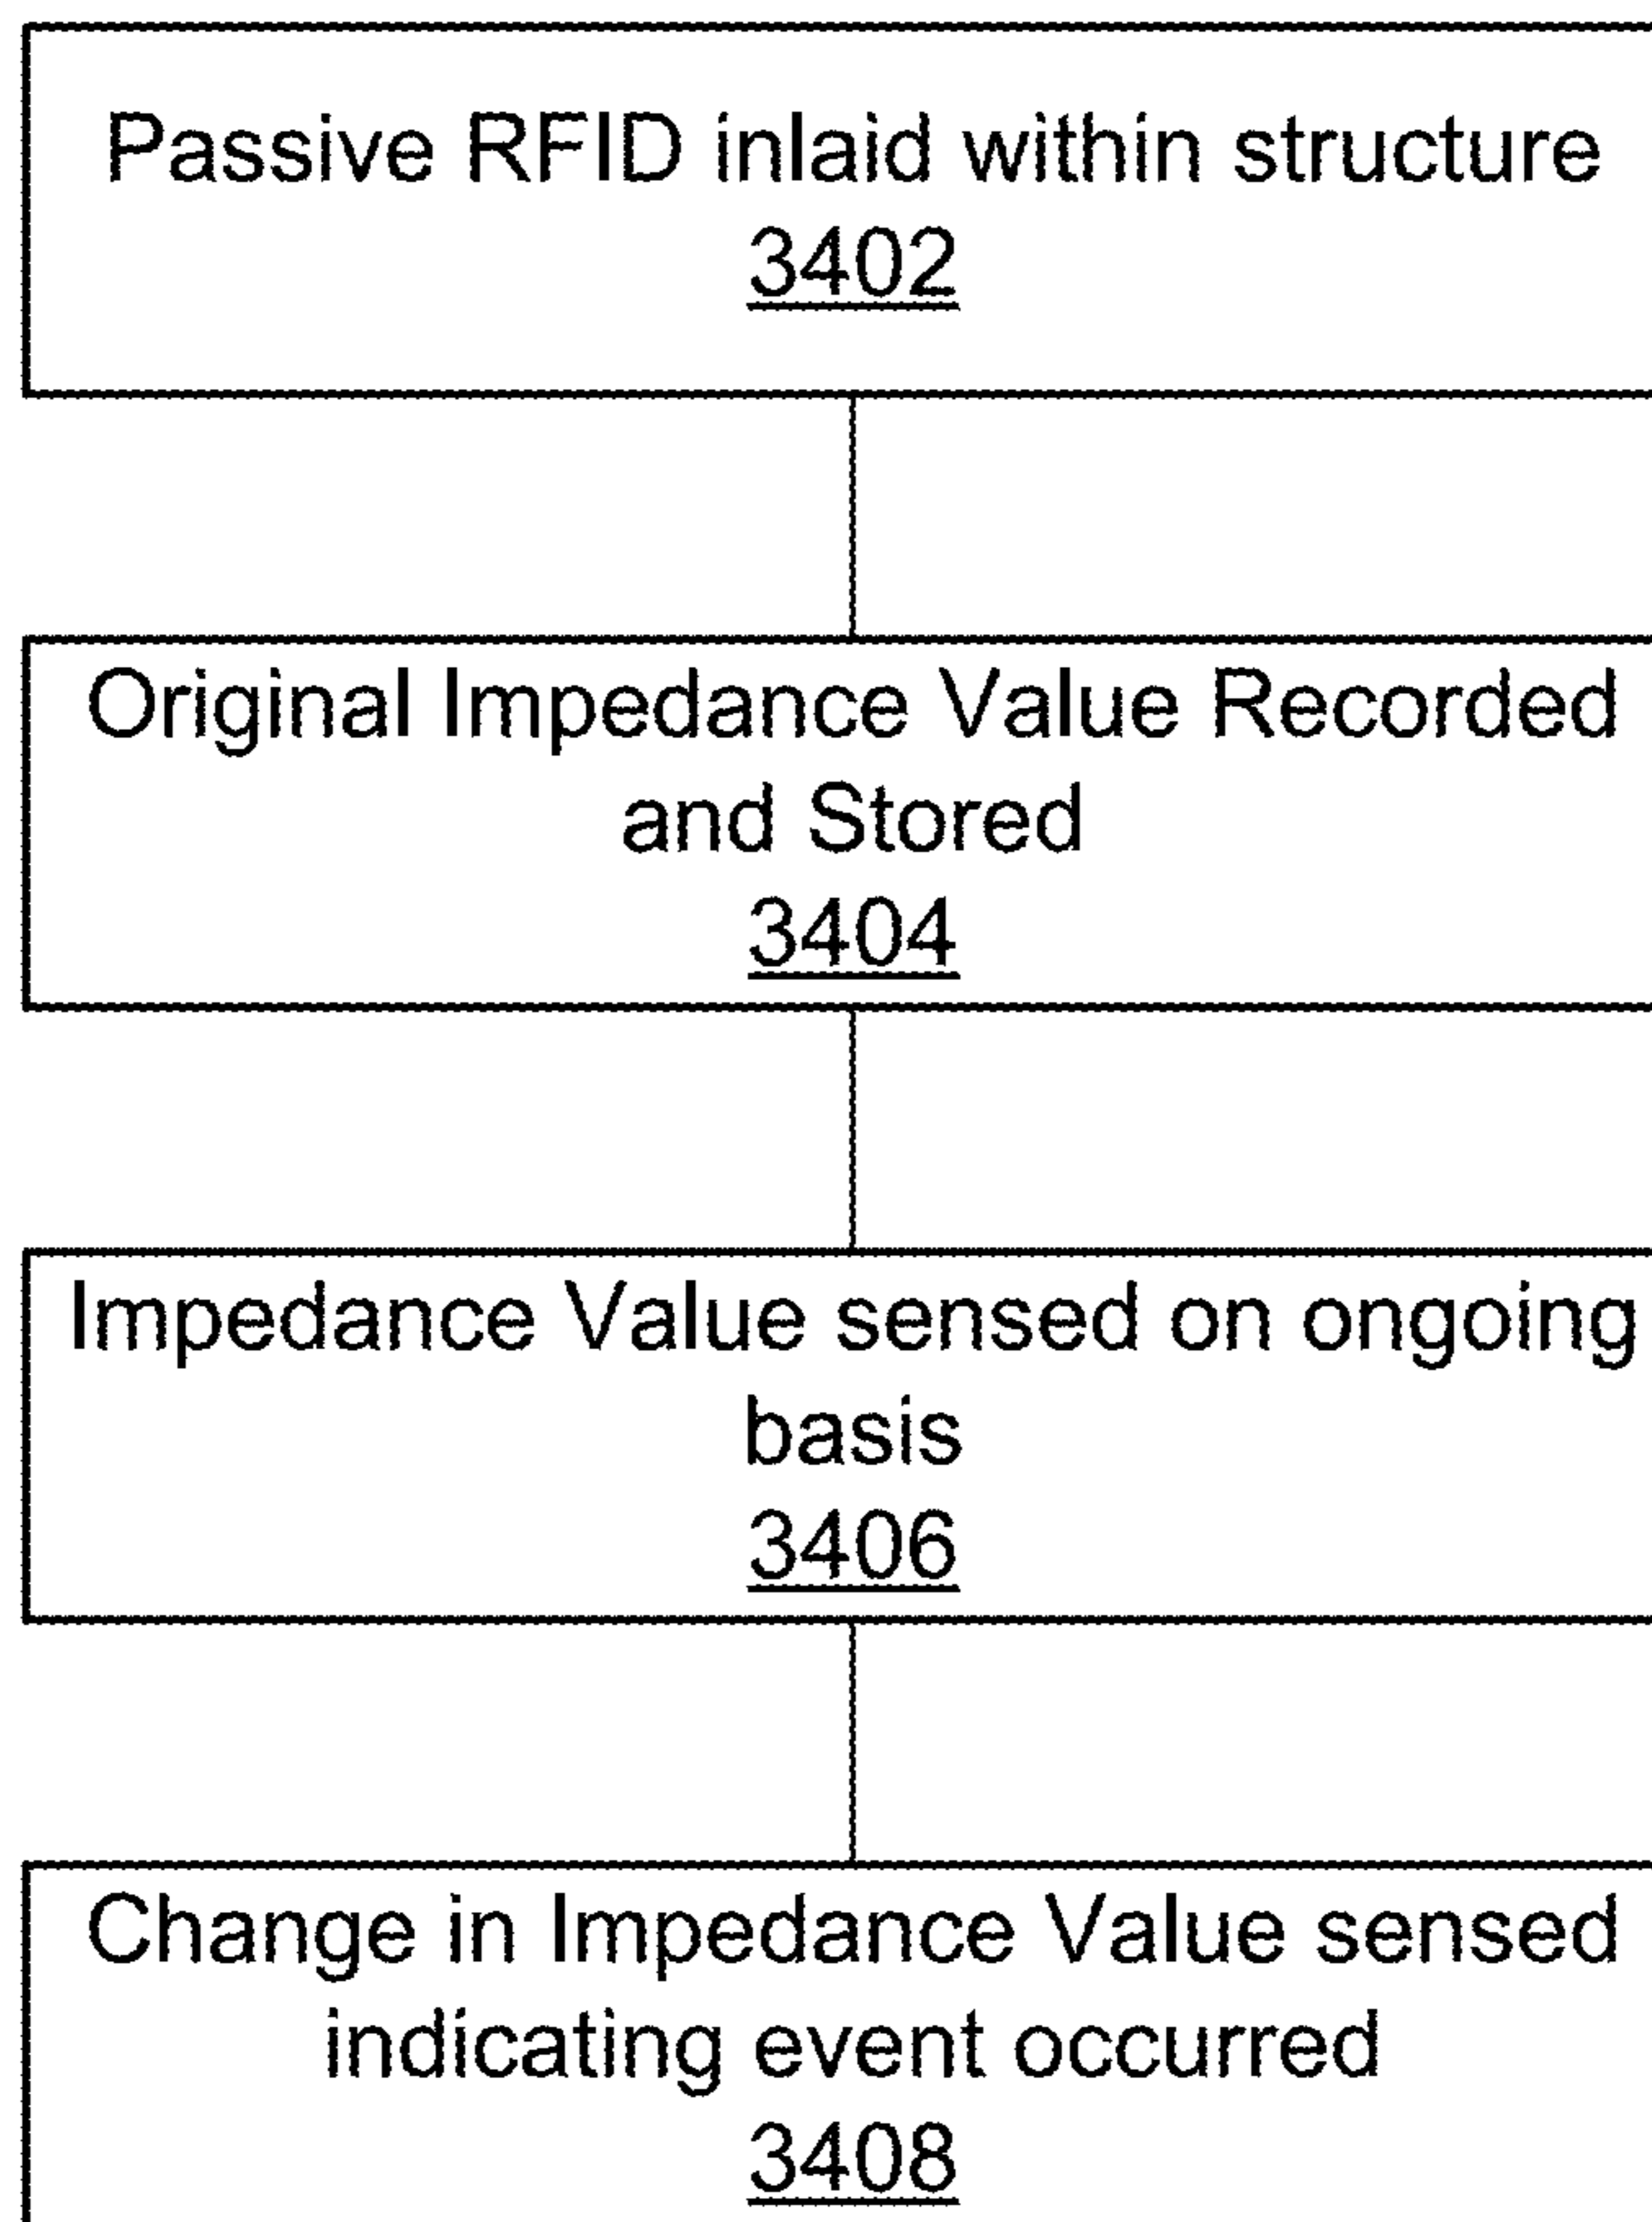 Passive RFID inlaid within structure
3402
Original Impedance Value Recorded
and Stored
3404
Impedance Value sensed on ongoing
basis
3406
Change in Impedance Value sensed
indicating event occurred
3408